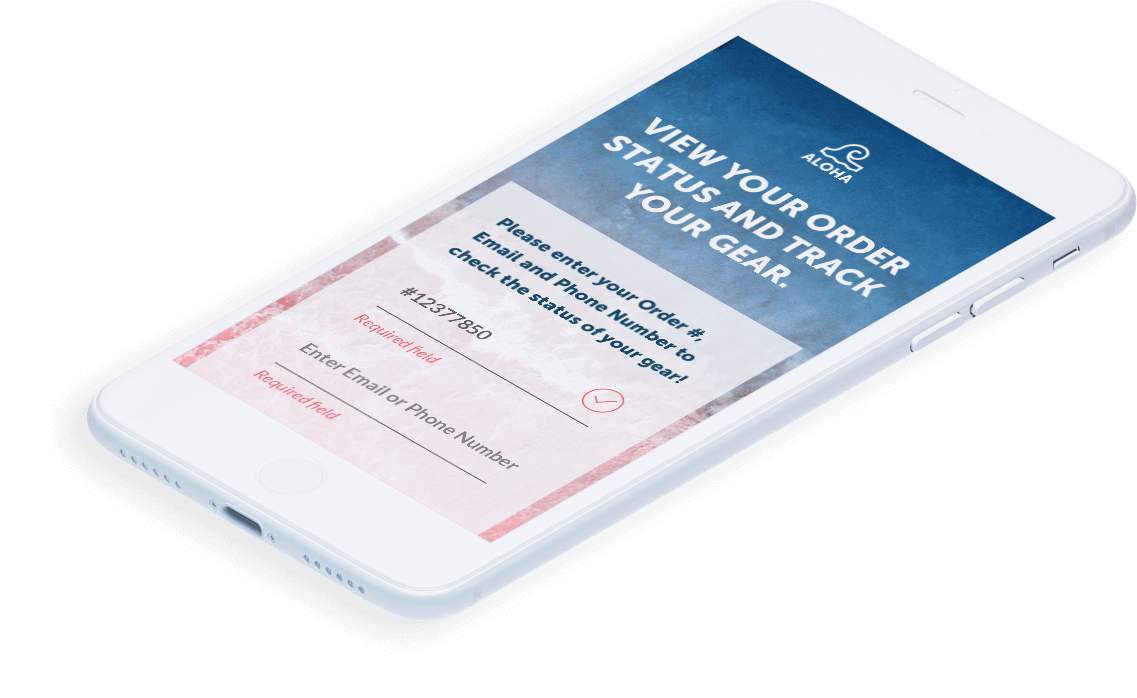 ALOHA
VIEW YOUR ORDER
STATUS AND TRACK
YOUR GEAR.
Please enter your Order #,
Email and Phone Number to
check the status of your gear!
#12377850
Required field
Enter Email or Phone Number
Required field